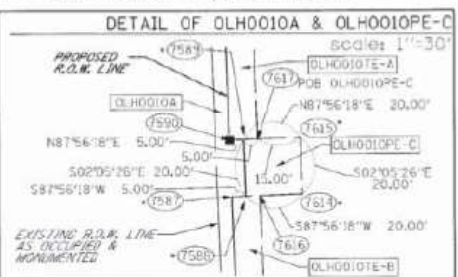 DETAIL OF OLH0010A & OLH0010PE-C
scale: 1"=30'
PROPOSED
R.O.W. LINE
7589
OLH0010TE-A
7617
POB OLH0010PE-C
OLH0010A
N87°56'18"E 20.00'
7590
7615
N87°56'18"E 5.00'
OLH0010PE-C
5.00'
S02°05'26"E 20.00'
15.00'
S02°05'26"E
20.00'
S87°56'18"W 5.00'
7587
7614
S87°56'18"W 20.00'
EXISTING R.O.W. LINE
AS OCCUPIED &
MONUMENTED
7588
7616
OLH0010TE-B